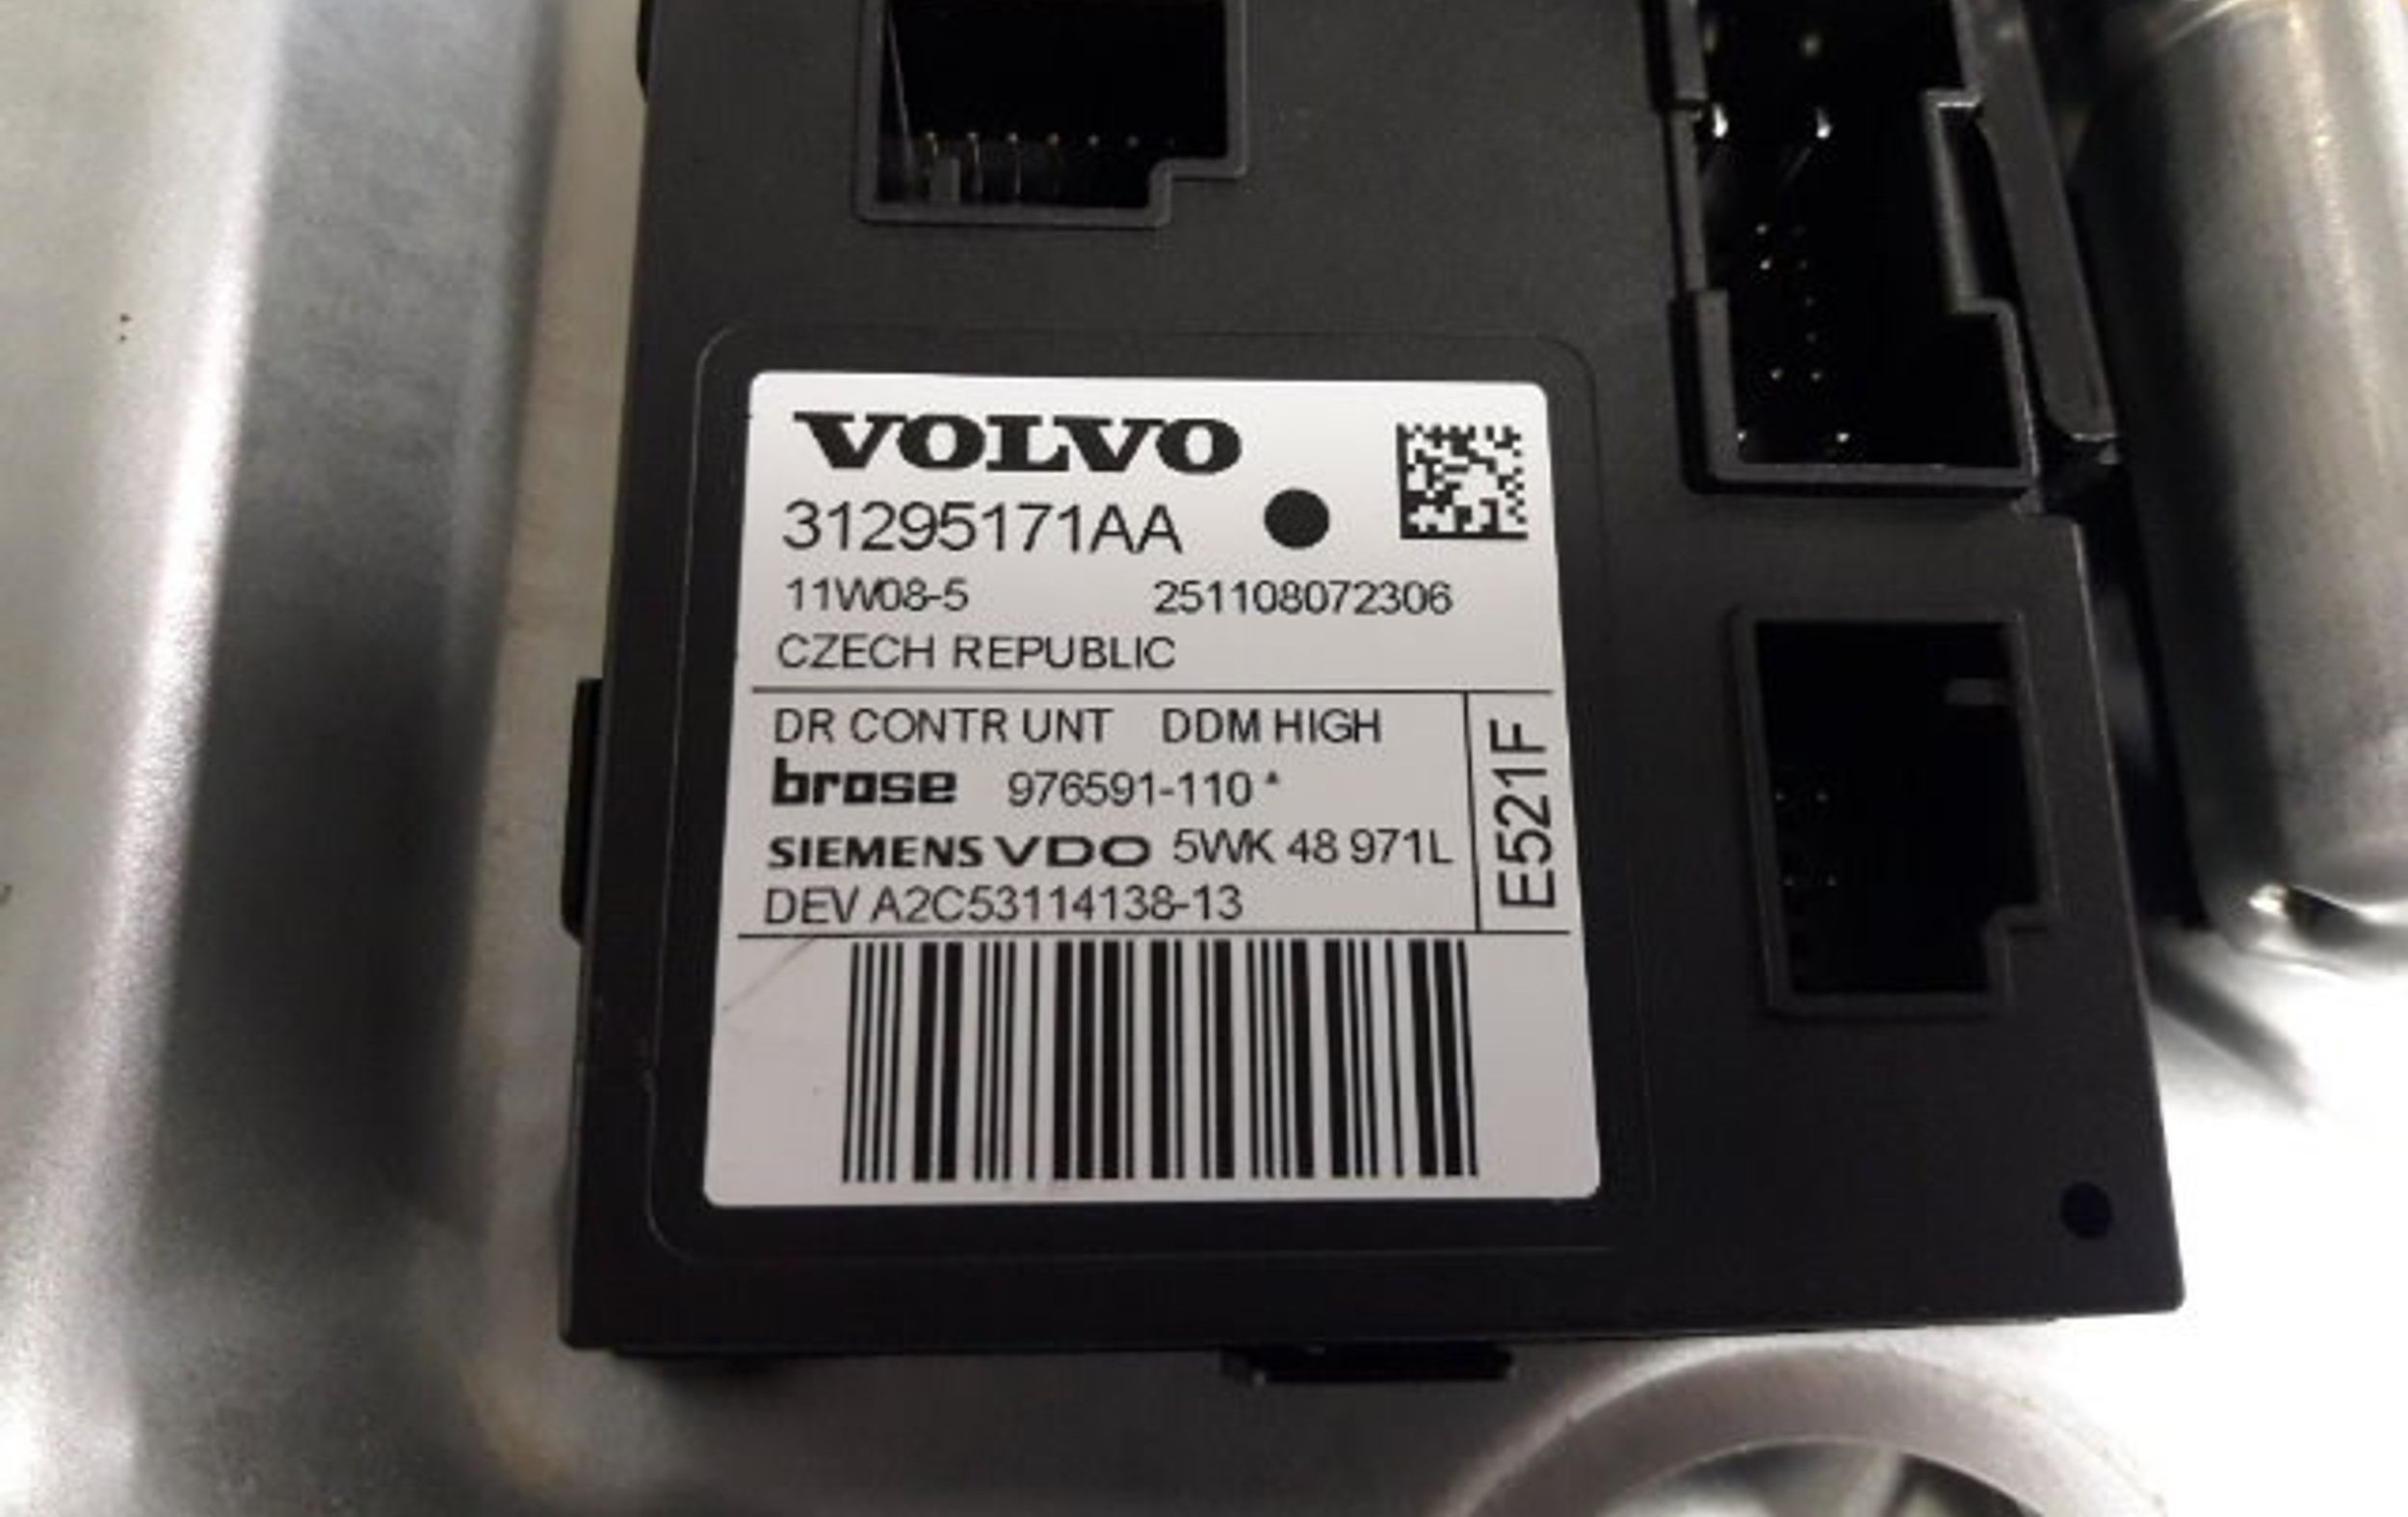 VOLVO
31295171AA
11W08-5 251108072306
CZECH REPUBLIC
DR CONTR UNT DDM HIGH
brose 976591-110 *
SIEMENS VDO 5WK 48 971L
DEV A2C53114138-13
E521F